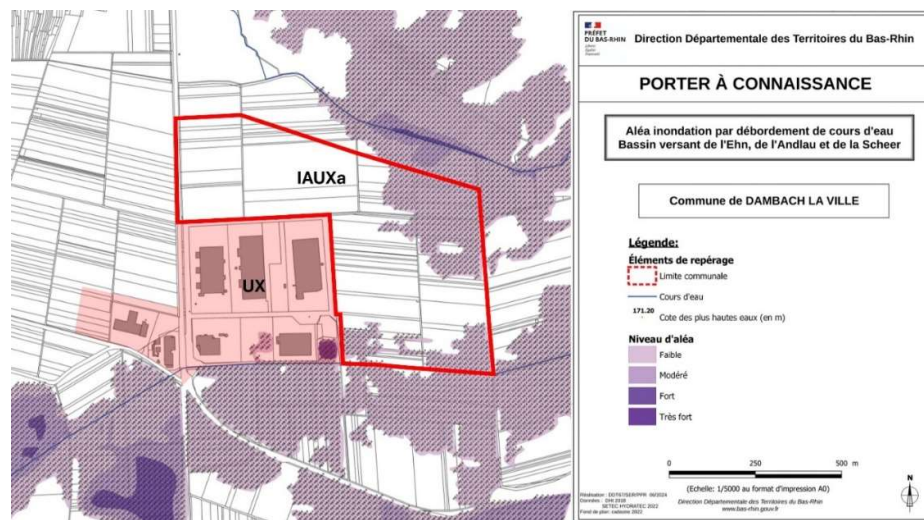 IAUXa
UX
PRÉFET
DU BAS-RHIN
Direction Départementale des Territoires du Bas-Rhin
PORTER À CONNAISSANCE
Aléa inondation par débordement de cours d'eau
Bassin versant de l'Ehn, de l'Andlau et de la Scheer
Commune de DAMBACH LA VILLE
Légende:
Éléments de repérage
Limite communale
Cours d'eau
171.20
Cote des plus hautes eaux (en m)
Niveau d'aléa
Faible
Modéré
Fort
Très fort
0 250 500 m
(Echelle: 1/5000 au format d'impression A0)
Direction Départementale des Territoires du Bas-Rhin
www.bas-rhin.gouv.fr
N